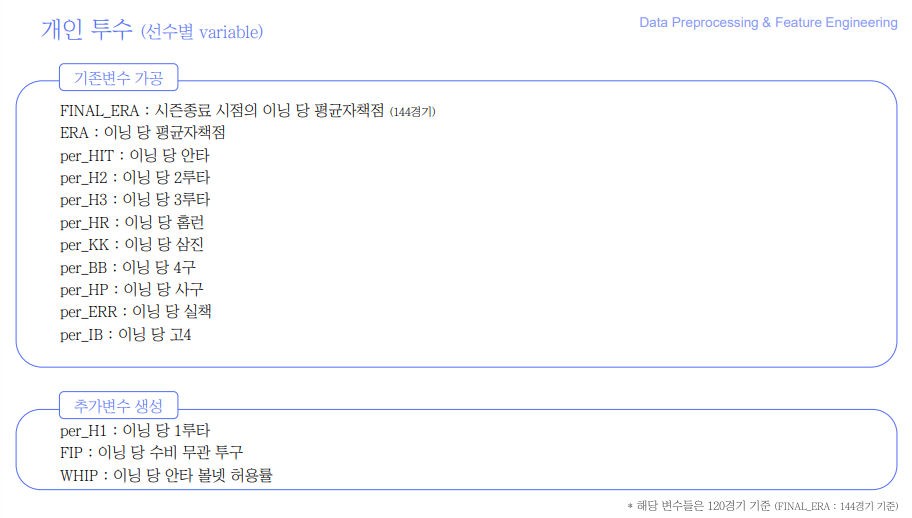 개인 투수 (선수별 variable)
Data Preprocessing & Feature Engineering
기존변수 가공
FINAL_ERA : 시즌종료 시점의 이닝 당 평균자책점 (144경기)
ERA : 이닝 당 평균자책점
per_HIT : 이닝 당 안타
per_H2 : 이닝 당 2루타
per_H3 : 이닝 당 3루타
per_HR : 이닝 당 홈런
per_KK : 이닝 당 삼진
per_BB : 이닝 당 4구
per_HP : 이닝 당 사구
per_ERR : 이닝 당 실책
per_IB : 이닝 당 고4
추가변수 생성
per_H1 : 이닝 당 1루타
FIP : 이닝 당 수비 무관 투구
WHIP : 이닝 당 안타 볼넷 허용률
* 해당 변수들은 120경기 기준 (FINAL_ERA : 144경기 기준)